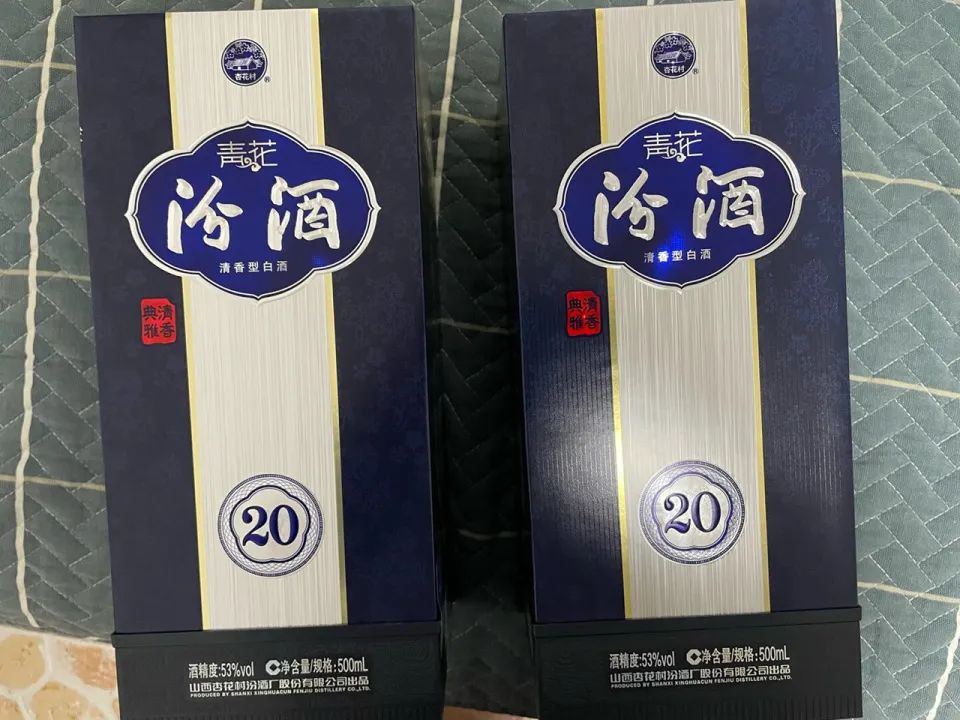 杏花村
®
青花
汾酒
清香型白酒
清香
典雅
20
酒精度:53%vol 净含量/规格:500mL
山西杏花村汾酒厂股份有限公司出品
PRODUCED BY SHANXI XINGHUACUN FENJIU DISTILLERY CO.,LTD.
杏花村
®
青花
汾酒
清香型白酒
清香
典雅
20
酒精度:53%vol 净含量/规格:500mL
山西杏花村汾酒厂股份有限公司出品
PRODUCED BY SHANXI XINGHUACUN FENJIU DISTILLERY CO.,LTD.